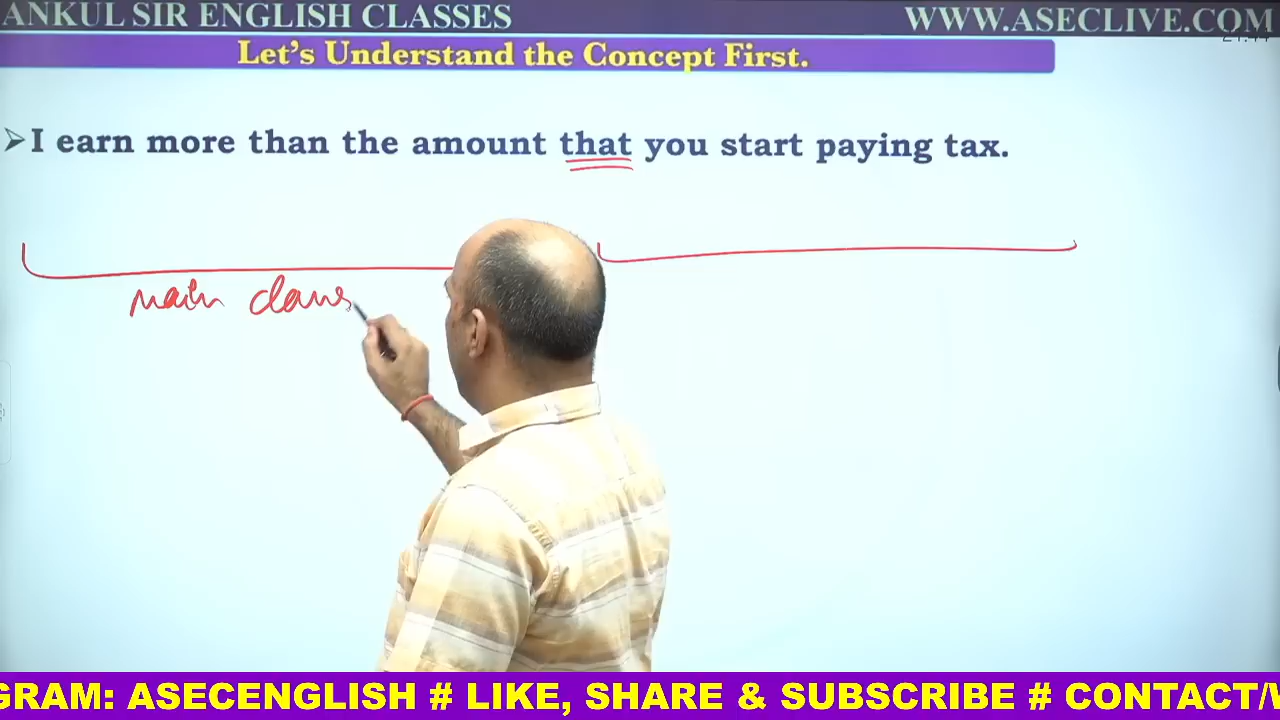 ANKUL SIR ENGLISH CLASSES WWW.ASECLIVE.COM
Let's Understand the Concept First.
➢I earn more than the amount that you start paying tax.
main claus
GRAM: ASECENGLISH # LIKE, SHARE & SUBSCRIBE # CONTACT/